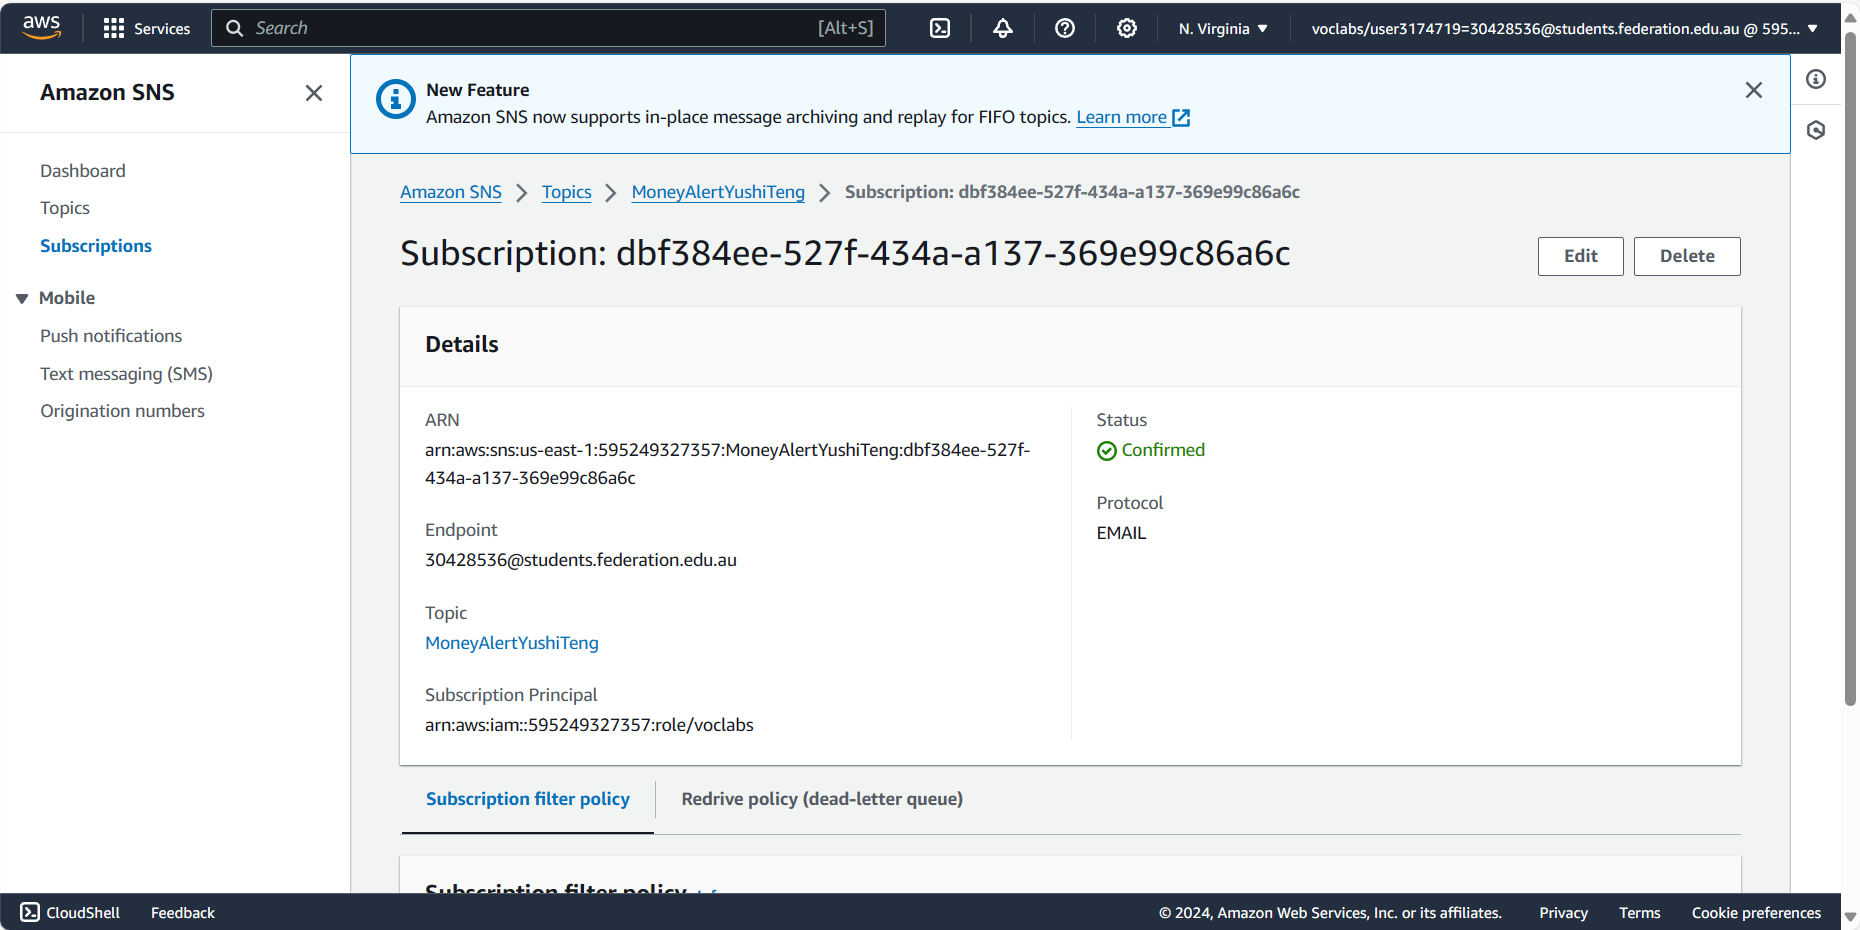 aws
Services
Search
[Alt+S]
N. Virginia
voclabs/user3174719=30428536@students.federation.edu.au @ 595...
Amazon SNS
New Feature
Amazon SNS now supports in-place message archiving and replay for FIFO topics. Learn more
Dashboard
Topics
Subscriptions
Mobile
Push notifications
Text messaging (SMS)
Origination numbers
Amazon SNS
Topics
MoneyAlertYushiTeng
Subscription: dbf384ee-527f-434a-a137-369e99c86a6c
Subscription: dbf384ee-527f-434a-a137-369e99c86a6c
Edit
Delete
Details
ARN
arn:aws:sns:us-east-1:595249327357:MoneyAlertYushiTeng:dbf384ee-527f-
434a-a137-369e99c86a6c
Endpoint
30428536@students.federation.edu.au
Topic
MoneyAlertYushiTeng
Subscription Principal
arn:aws:iam::595249327357:role/voclabs
Status
Confirmed
Protocol
EMAIL
Subscription filter policy
Redrive policy (dead-letter queue)
Subscription filter policy
CloudShell
Feedback
© 2024, Amazon Web Services, Inc. or its affiliates.
Privacy
Terms
Cookie preferences